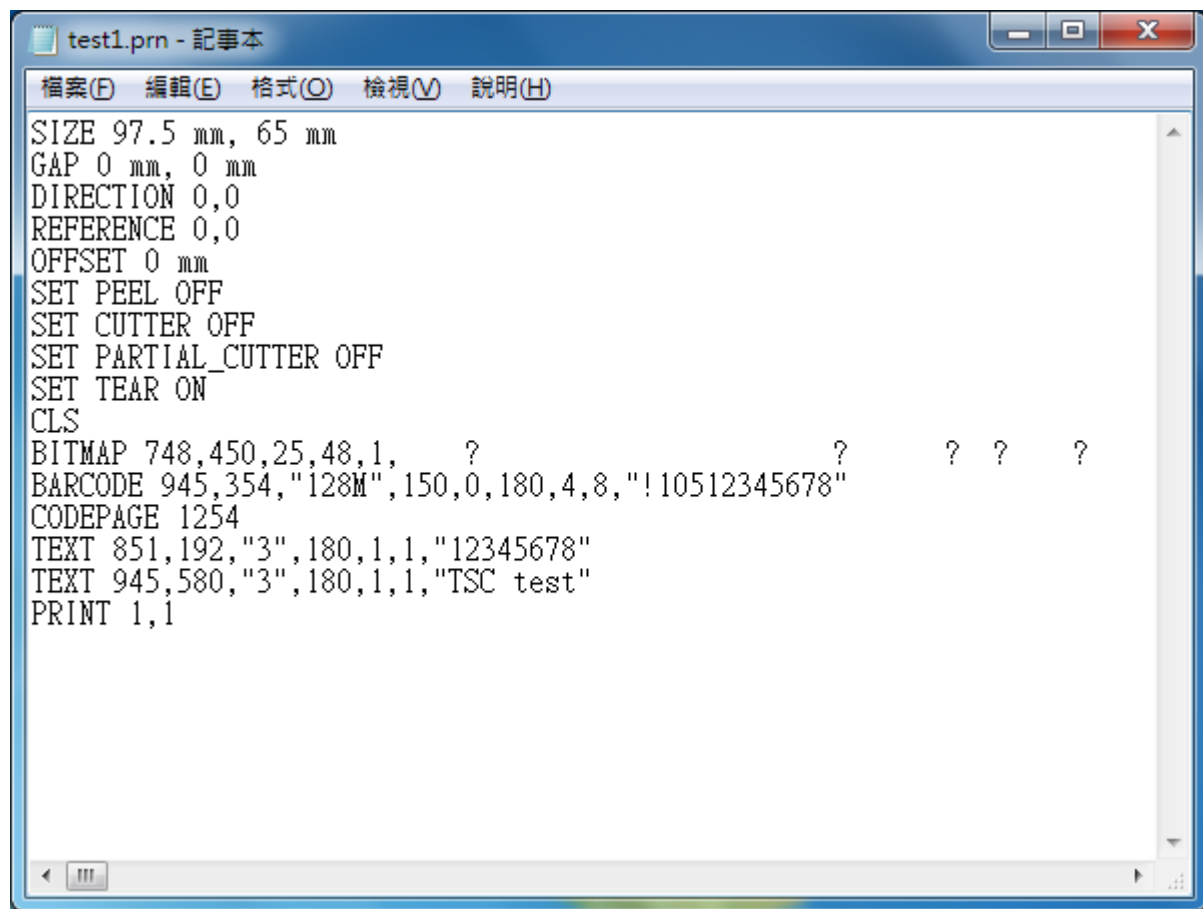 test1.prn - 記事本
檔案(F) 編輯(E) 格式(O) 檢視(V) 說明(H)
SIZE 97.5 mm, 65 mm
GAP 0 mm, 0 mm
DIRECTION 0,0
REFERENCE 0,0
OFFSET 0 mm
SET PEEL OFF
SET CUTTER OFF
SET PARTIAL_CUTTER OFF
SET TEAR ON
CLS
BITMAP 748,450,25,48,1, ? ? ? ? ?
BARCODE 945,354,"128M",150,0,180,4,8,"!10512345678"
CODEPAGE 1254
TEXT 851,192,"3",180,1,1,"12345678"
TEXT 945,580,"3",180,1,1,"TSC test"
PRINT 1,1